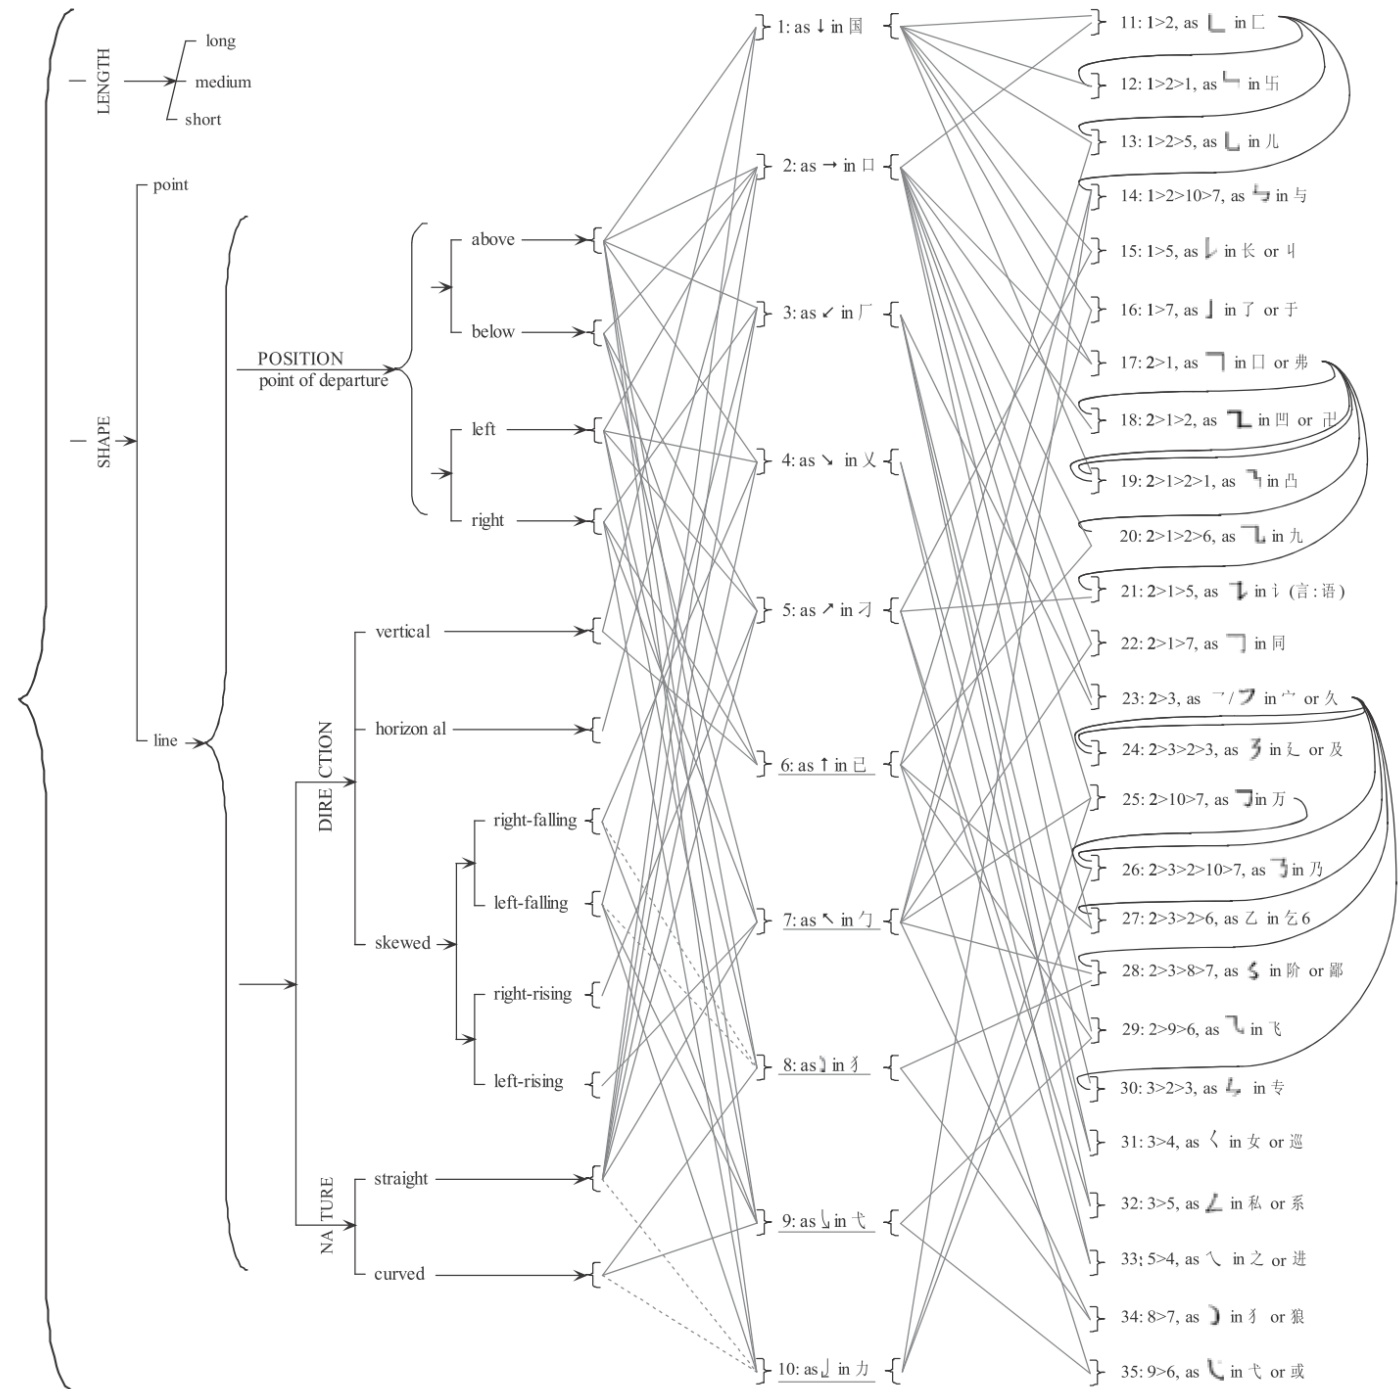 LENGTH
long
medium
short
SHAPE
point
line
POSITION
point of departure
above
below
left
right
DIRE CTION
vertical
horizon al
skewed
right-falling
left-falling
right-rising
left-rising
NA TURE
straight
curved
1: as ↓ in 国
2: as → in 口
3: as ↙ in 厂
4: as ↘ in 乂
5: as ↗ in 刁
6: as ↑ in 已
7: as ↖ in 勹
8: as in 犭
9: as in 弋
10: as in 力
11: 1>2, as in 匚
12: 1>2>1, as in 卐
13: 1>2>5, as in 儿
14: 1>2>10>7, as in 与
15: 1>5, as in 长 or 丩
16: 1>7, as 亅 in 了 or 于
17: 2>1, as in 口 or 弗
18: 2>1>2, as in 凹 or 卍
19: 2>1>2>1, as in 凸
20: 2>1>2>6, as in 九
21: 2>1>5, as in 讠 (言:语)
22: 2>1>7, as in 同
23: 2>3, as 乛/ in 宀 or 久
24: 2>3>2>3, as in 廴 or 及
25: 2>10>7, as in 万
26: 2>3>2>10>7, as in 乃
27: 2>3>2>6, as 乙 in 乞 6
28: 2>3>8>7, as in 阶 or 鄙
29: 2>9>6, as in 飞
30: 3>2>3, as in 专
31: 3>4, as in 女 or 巡
32: 3>5, as in 私 or 系
33: 5>4, as in 之 or 进
34: 8>7, as in 犭 or 狼
35: 9>6, as in 弋 or 或